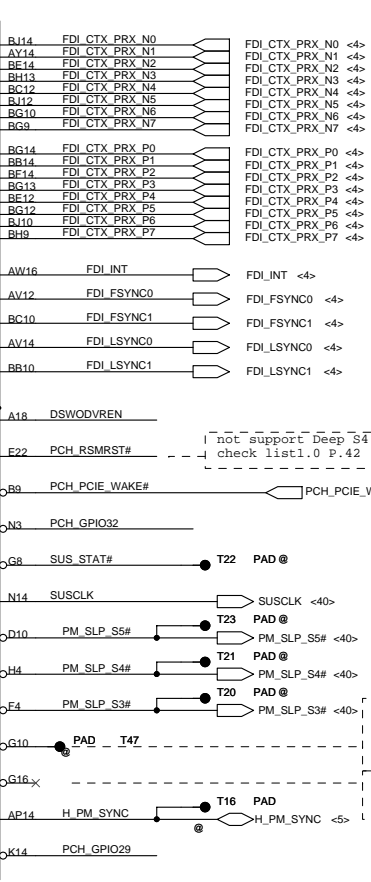 BJ14 FDI_CTX_PRX_N0 FDI_CTX_PRX_N0 <4>
AY14 FDI_CTX_PRX_N1 FDI_CTX_PRX_N1 <4>
BE14 FDI_CTX_PRX_N2 FDI_CTX_PRX_N2 <4>
BH13 FDI_CTX_PRX_N3 FDI_CTX_PRX_N3 <4>
BC12 FDI_CTX_PRX_N4 FDI_CTX_PRX_N4 <4>
BJ12 FDI_CTX_PRX_N5 FDI_CTX_PRX_N5 <4>
BG10 FDI_CTX_PRX_N6 FDI_CTX_PRX_N6 <4>
BG9 FDI_CTX_PRX_N7 FDI_CTX_PRX_N7 <4>
BG14 FDI_CTX_PRX_P0 FDI_CTX_PRX_P0 <4>
BB14 FDI_CTX_PRX_P1 FDI_CTX_PRX_P1 <4>
BF14 FDI_CTX_PRX_P2 FDI_CTX_PRX_P2 <4>
BG13 FDI_CTX_PRX_P3 FDI_CTX_PRX_P3 <4>
BE12 FDI_CTX_PRX_P4 FDI_CTX_PRX_P4 <4>
BG12 FDI_CTX_PRX_P5 FDI_CTX_PRX_P5 <4>
BJ10 FDI_CTX_PRX_P6 FDI_CTX_PRX_P6 <4>
BH9 FDI_CTX_PRX_P7 FDI_CTX_PRX_P7 <4>
AW16 FDI_INT FDI_INT <4>
AV12 FDI_FSYNC0 FDI_FSYNC0 <4>
BC10 FDI_FSYNC1 FDI_FSYNC1 <4>
AV14 FDI_LSYNC0 FDI_LSYNC0 <4>
BB10 FDI_LSYNC1 FDI_LSYNC1 <4>
A18 DSWODVREN
not support Deep S4
E22 PCH_RSMRST# check list1.0 P.42
B9 PCH_PCIE_WAKE# PCH_PCIE_W
N3 PCH_GPIO32
G8 SUS_STAT# T22 PAD @
N14 SUSCLK SUSCLK <40>
T23 PAD @
D10 PM_SLP_S5# PM_SLP_S5# <40>
T21 PAD @
H4 PM_SLP_S4# PM_SLP_S4# <40>
T20 PAD @
F4 PM_SLP_S3# PM_SLP_S3# <40>
G10 PAD T47
@
G16
T16 PAD
AP14 H_PM_SYNC H_PM_SYNC <5>
@
K14 PCH_GPIO29